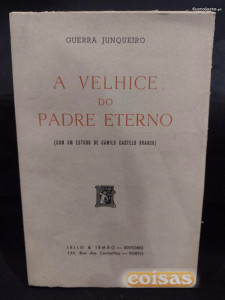 GUERRA JUNQUEIRO
A VELHICE
DO
PADRE ETERNO
(COM UM ESTUDO DE CAMILO CASTELO BRANCO)
LELLO & IRMÃO — EDITORES
144, Rua das Carmelitas — PORTO
coisas